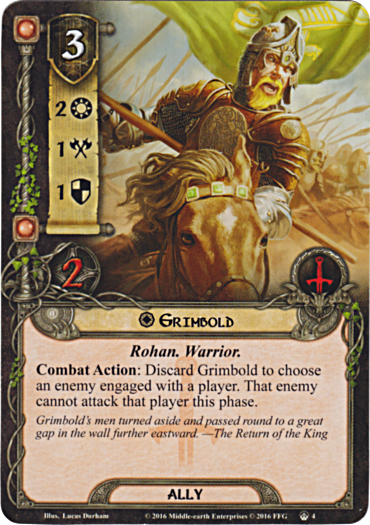 3
2
1
1
2
Grimbold
Rohan. Warrior.
Combat Action: Discard Grimbold to choose
an enemy engaged with a player. That enemy
cannot attack that player this phase.
Grimbold's men turned aside and passed round to a great
gap in the wall further eastward. —The Return of the King
ALLY
Illus. Lucas Durham © 2016 Middle-earth Enterprises © 2016 FFG 4